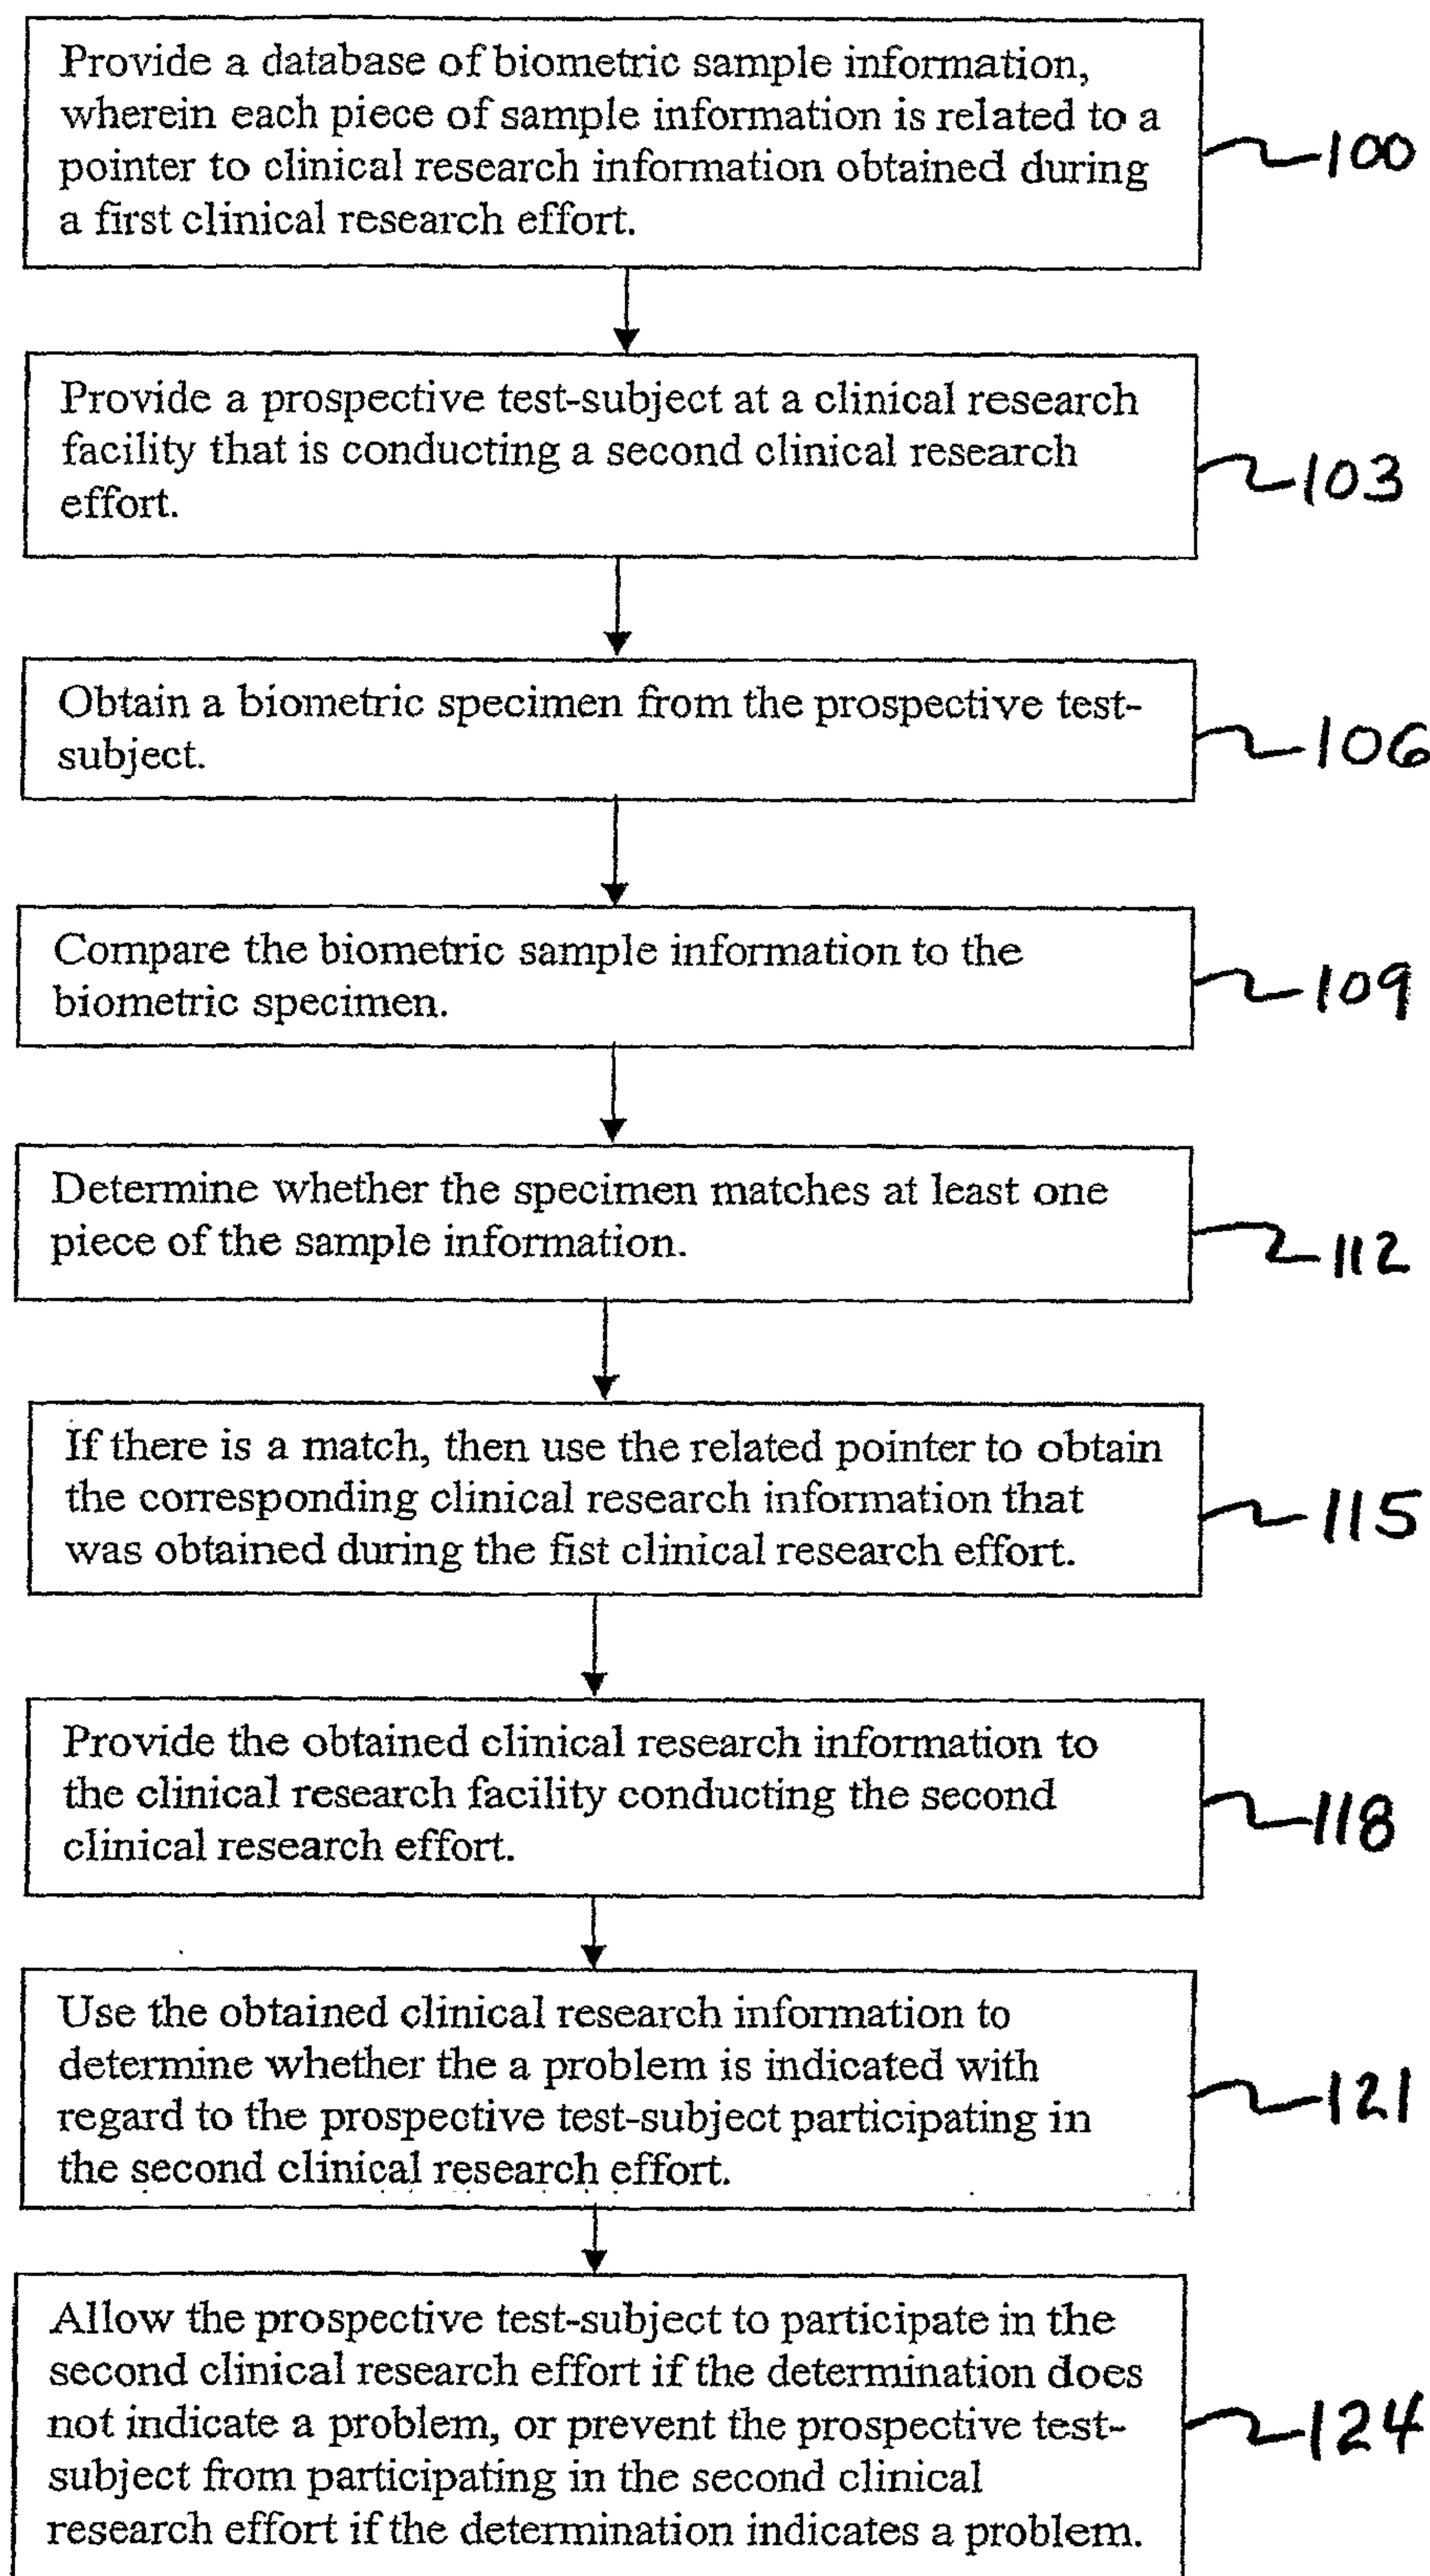 Provide a database of biometric sample information,
wherein each piece of sample information is related to a
pointer to clinical research information obtained during
a first clinical research effort.
100
Provide a prospective test-subject at a clinical research
facility that is conducting a second clinical research
effort.
103
Obtain a biometric specimen from the prospective test-
subject.
106
Compare the biometric sample information to the
biometric specimen.
109
Determine whether the specimen matches at least one
piece of the sample information.
112
If there is a match, then use the related pointer to obtain
the corresponding clinical research information that
was obtained during the fist clinical research effort.
115
Provide the obtained clinical research information to
the clinical research facility conducting the second
clinical research effort.
118
Use the obtained clinical research information to
determine whether the a problem is indicated with
regard to the prospective test-subject participating in
the second clinical research effort.
121
Allow the prospective test-subject to participate in the
second clinical research effort if the determination does
not indicate a problem, or prevent the prospective test-
subject from participating in the second clinical
research effort if the determination indicates a problem.
124